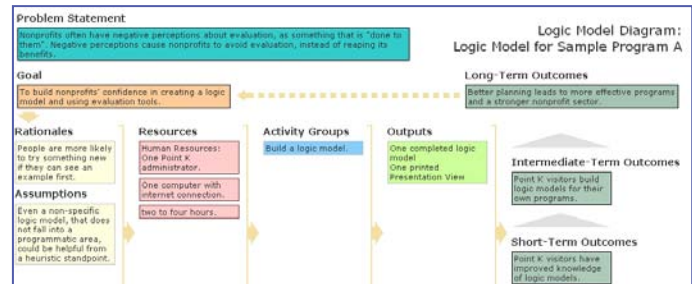 Problem Statement
Nonprofits often have negative perceptions about evaluation, as something that is "done to
them". Negative perceptions cause nonprofits to avoid evaluation, instead of reaping its
benefits.
Logic Model Diagram:
Logic Model for Sample Program A
Goal
To build nonprofits' confidence in creating a logic
model and using evaluation tools.
Long-Term Outcomes
Better planning leads to more effective programs
and a stronger nonprofit sector.
Rationales
People are more likely
to try something new
if they can see an
example first.
Assumptions
Even a non-specific
logic model, that does
not fall into a
programmatic area,
could be helpful from
a heuristic standpoint.
Resources
Human Resources:
One Point K
administrator.
One computer with
internet connection.
two to four hours.
Activity Groups
Build a logic model.
Outputs
One completed logic
model
One printed
Presentation View
Intermediate-Term Outcomes
Point K visitors build
logic models for their
own programs.
Short-Term Outcomes
Point K visitors have
improved knowledge
of logic models.